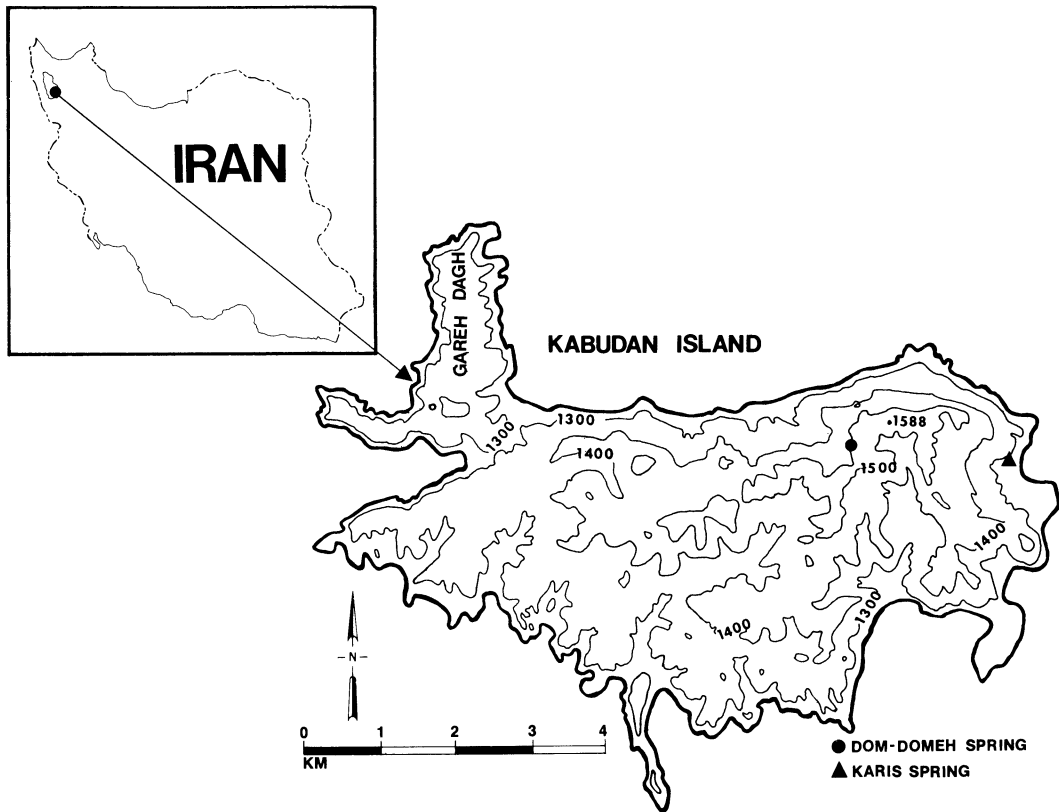 IRAN
GAREH DAGH
KABUDAN ISLAND
1300
1300
1400
1588
1500
1400
1300
1400
N
0 1 2 3 4
KM
DOM-DOMEH SPRING
KARIS SPRING